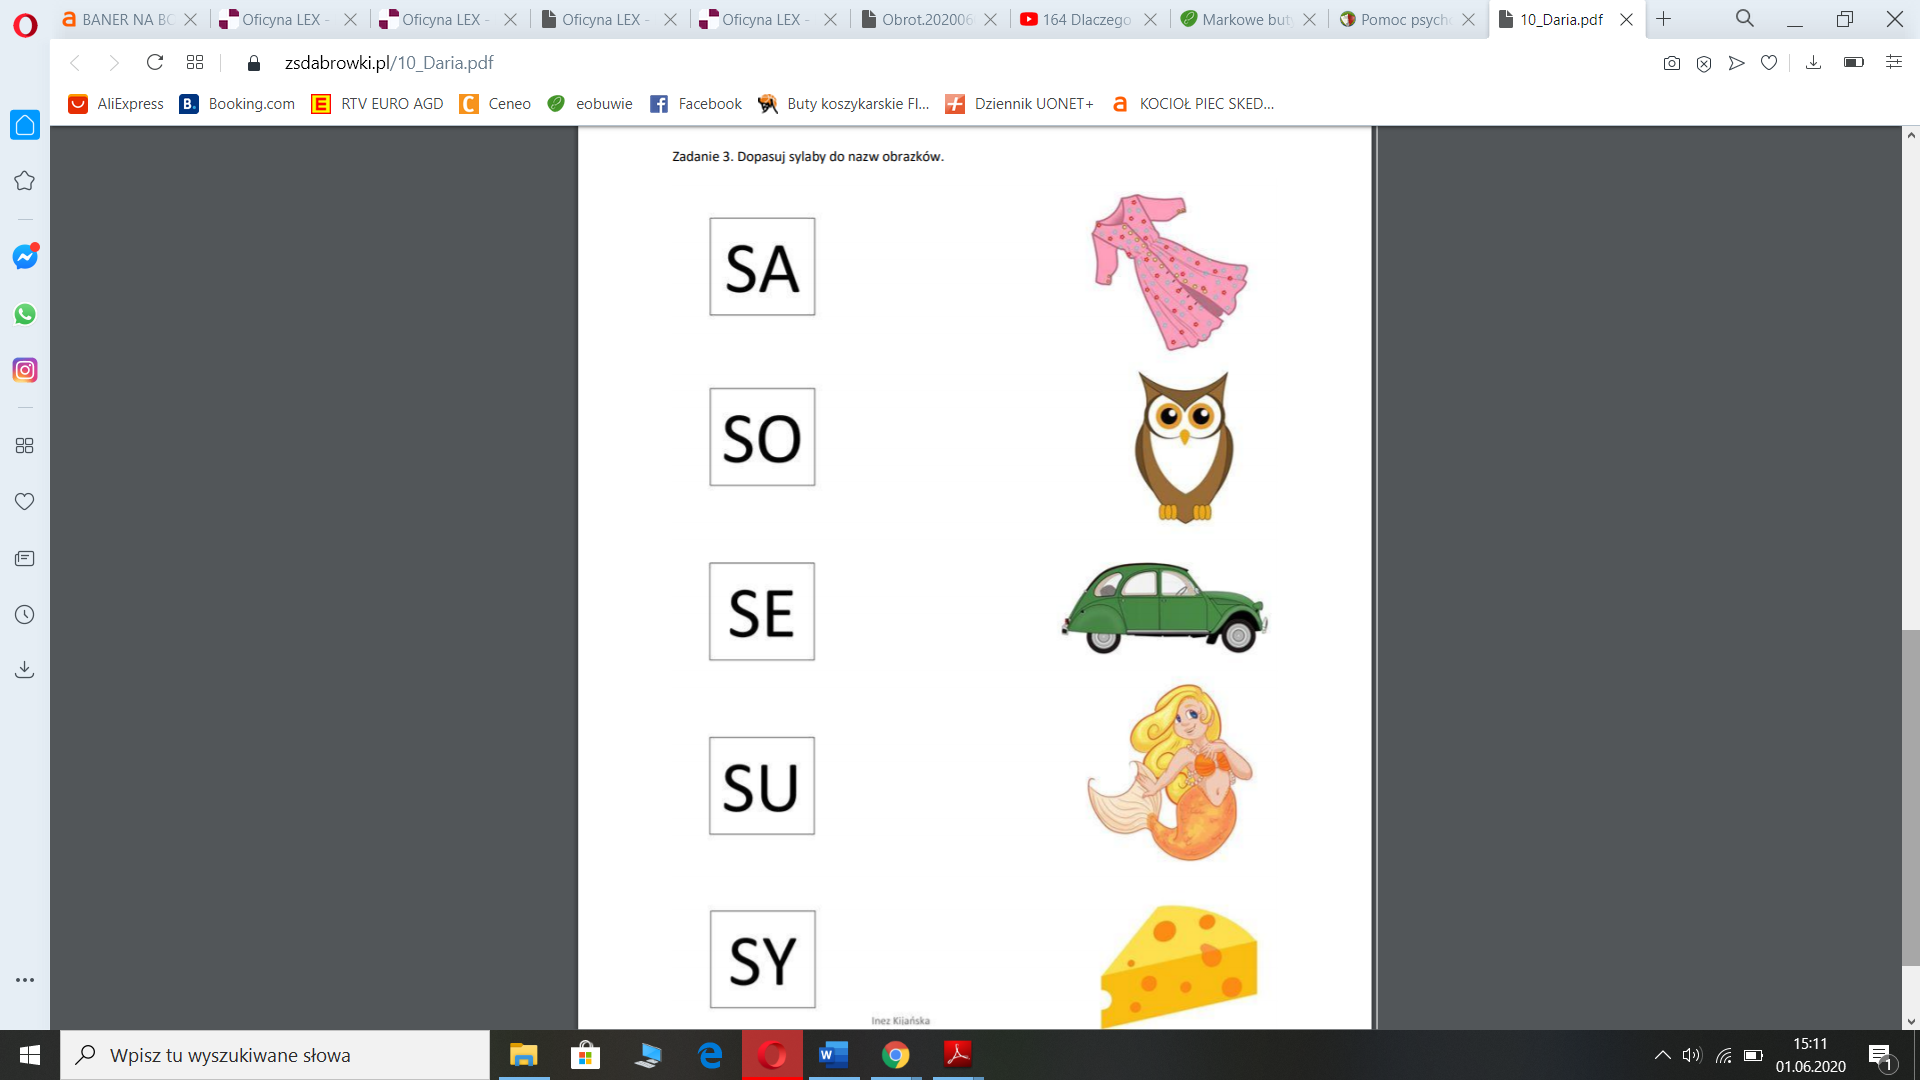 BANER NA BO
Oficyna LEX -
Oficyna LEX -
Oficyna LEX -
Oficyna LEX -
Obrot.202006
164 Dlaczego
Markowe buty
Pomoc psych
10_Daria.pdf
zsdabrowki.pl/10_Daria.pdf
AliExpress
Booking.com
RTV EURO AGD
Ceneo
eobuwie
Facebook
Buty koszykarskie Fl...
Dziennik UONET+
KOCIOŁ PIEC SKED...
Zadanie 3. Dopasuj sylaby do nazw obrazków.
SA
SO
SE
SU
SY
Inez Kijańska
Wpisz tu wyszukiwane słowa
15:11
01.06.2020
1